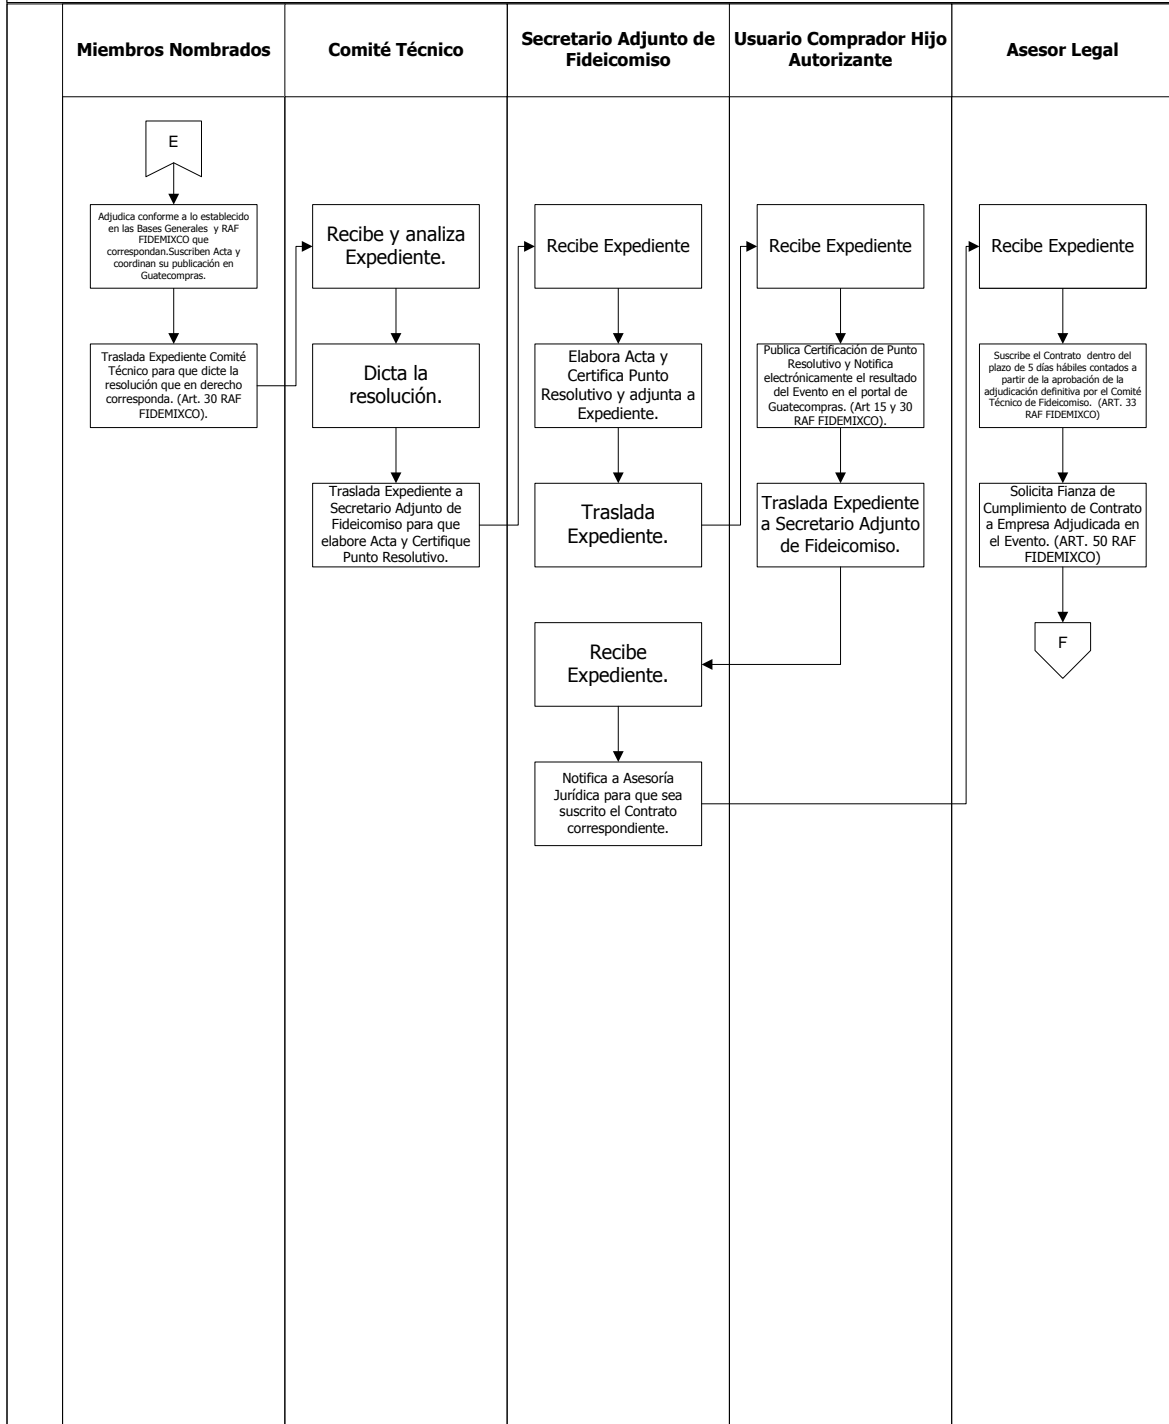 Miembros Nombrados
Comité Técnico
Secretario Adjunto de
Fideicomiso
Usuario Comprador Hijo
Autorizante
Asesor Legal
E
Adjudica conforme a lo establecido
en las Bases Generales y RAF
FIDEMIXCO que
correspondan.Suscriben Acta y
coordinan su publicación en
Guatecompras.
Traslada Expediente Comité
Técnico para que dicte la
resolución que en derecho
corresponda. (Art. 30 RAF
FIDEMIXCO).
Recibe y analiza
Expediente.
Dicta la
resolución.
Traslada Expediente a
Secretario Adjunto de
Fideicomiso para que
elabore Acta y Certifique
Punto Resolutivo.
Recibe Expediente
Elabora Acta y
Certifica Punto
Resolutivo y adjunta a
Expediente.
Traslada
Expediente.
Recibe Expediente
Publica Certificación de Punto
Resolutivo y Notifica
electrónicamente el resultado
del Evento en el portal de
Guatecompras. (Art 15 y 30
RAF FIDEMIXCO).
Traslada Expediente
a Secretario Adjunto
de Fideicomiso.
Recibe
Expediente.
Notifica a Asesoría
Jurídica para que sea
suscrito el Contrato
correspondiente.
Recibe Expediente
Suscribe el Contrato dentro del
plazo de 5 días hábiles contados a
partir de la aprobación de la
adjudicación definitiva por el Comité
Técnico de Fideicomiso. (ART. 33
RAF FIDEMIXCO)
Solicita Fianza de
Cumplimiento de Contrato
a Empresa Adjudicada en
el Evento. (ART. 50 RAF
FIDEMIXCO)
F